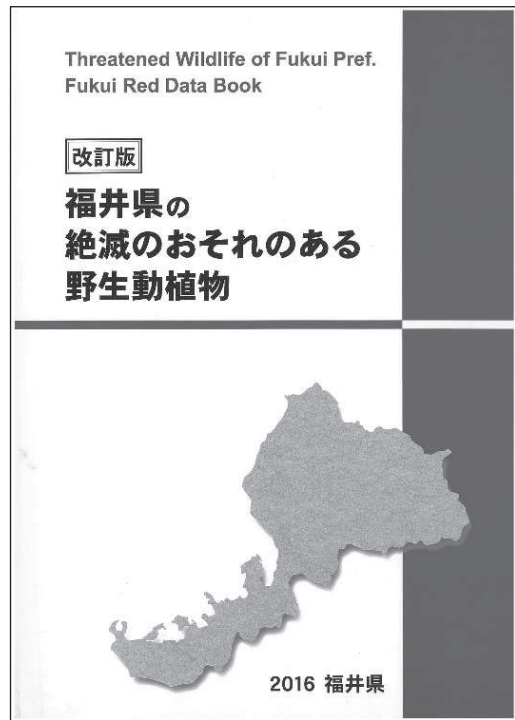 Threatened Wildlife of Fukui Pref.
Fukui Red Data Book
改訂版
福井県の
絶滅のおそれのある
野生動植物
2016 福井県